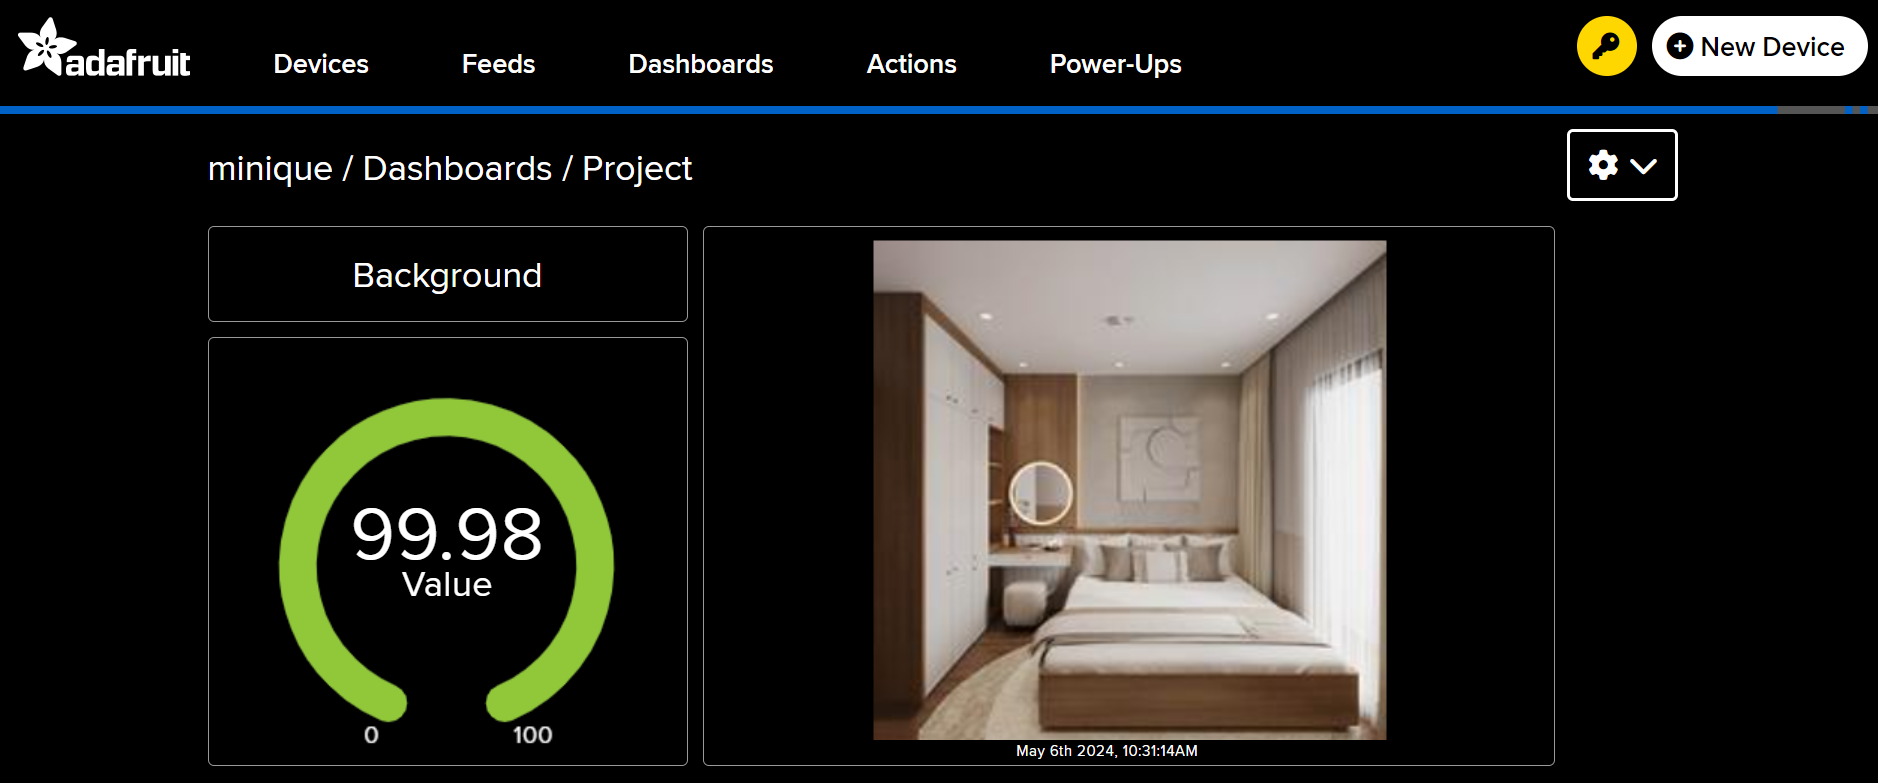 adafruit
Devices
Feeds
Dashboards
Actions
Power-Ups
New Device
minique / Dashboards / Project
Background
99.98
Value
0
100
May 6th 2024, 10:31:14AM